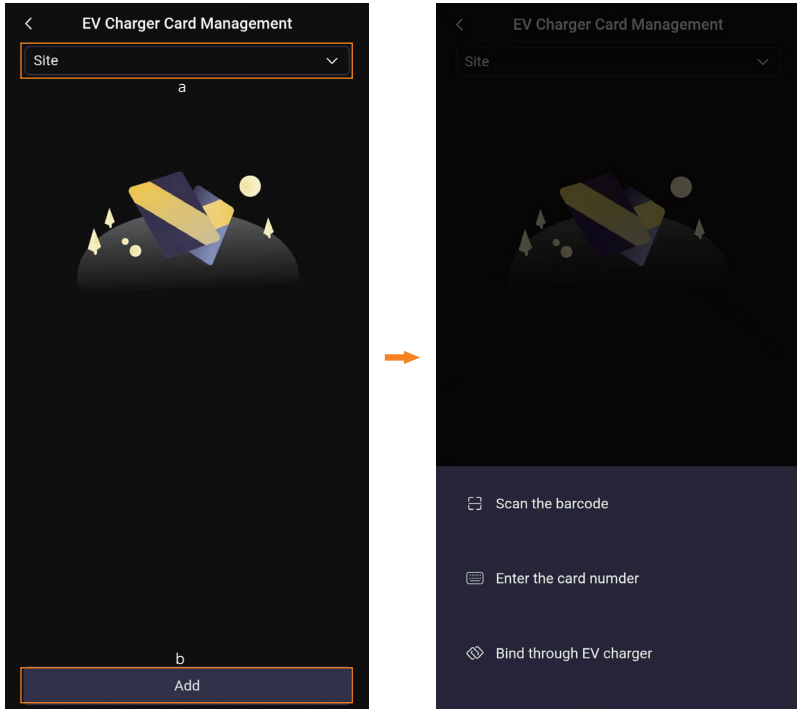 EV Charger Card Management
Site
a
b
Add
EV Charger Card Management
Site
Scan the barcode
Enter the card numder
Bind through EV charger